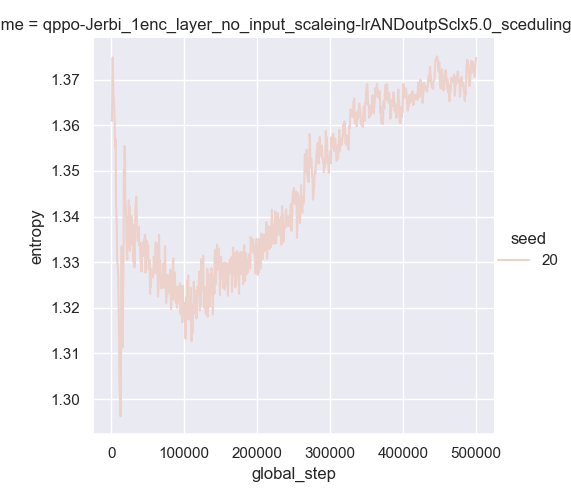 me = qppo-Jerbi_1enc_layer_no_input_scaleing-lrANDoutpSclx5.0_sceduling
1.37
1.36
1.35
1.34
1.33
1.32
1.31
1.30
entropy
seed
20
0 100000 200000 300000 400000 500000
global_step